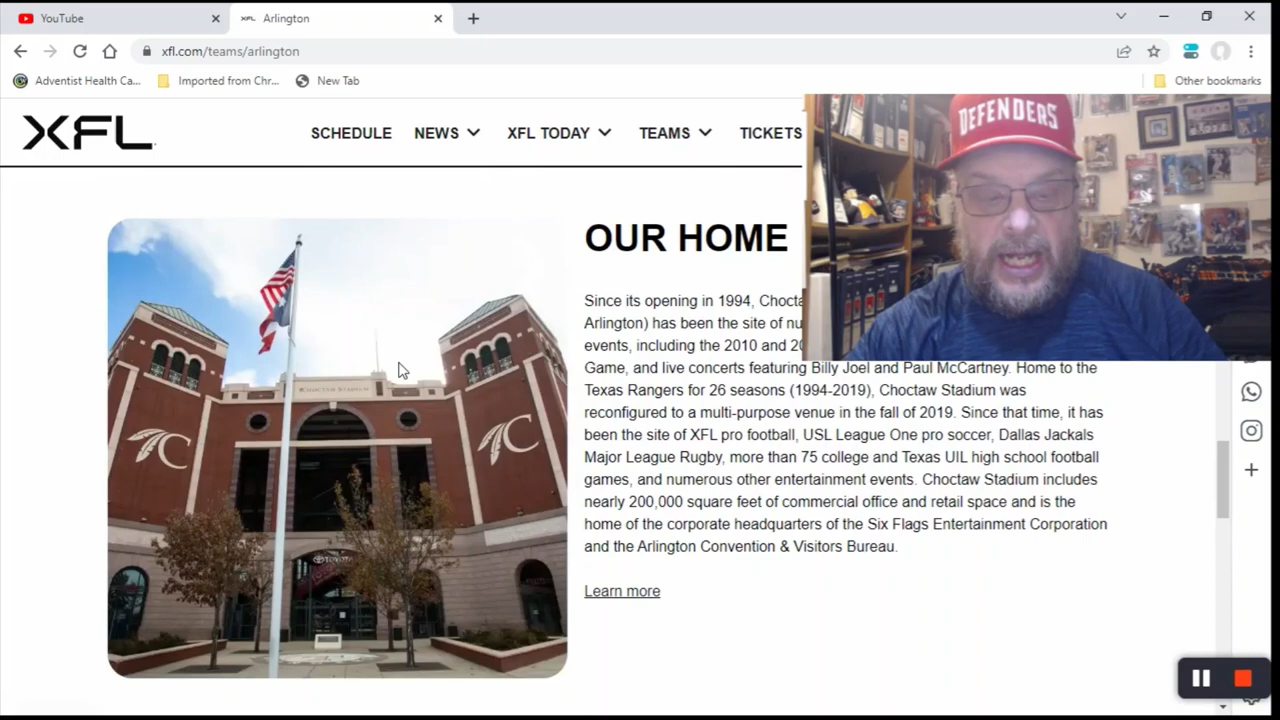 YouTube
XFL Arlington
xfl.com/teams/arlington
Adventist Health Ca...
Imported from Chr...
New Tab
Other bookmarks
XFL
SCHEDULE
NEWS
XFL TODAY
TEAMS
TICKETS
DEFENDERS
OUR HOME
Since its opening in 1994, Chocta
Arlington) has been the site of nu
events, including the 2010 and 20
Game, and live concerts featuring Billy Joel and Paul McCartney. Home to the
Texas Rangers for 26 seasons (1994-2019), Choctaw Stadium was
reconfigured to a multi-purpose venue in the fall of 2019. Since that time, it has
been the site of XFL pro football, USL League One pro soccer, Dallas Jackals
Major League Rugby, more than 75 college and Texas UIL high school football
games, and numerous other entertainment events. Choctaw Stadium includes
nearly 200,000 square feet of commercial office and retail space and is the
home of the corporate headquarters of the Six Flags Entertainment Corporation
and the Arlington Convention & Visitors Bureau.
Learn more
CHOCTAW STADIUM
C
C
TOYOTA